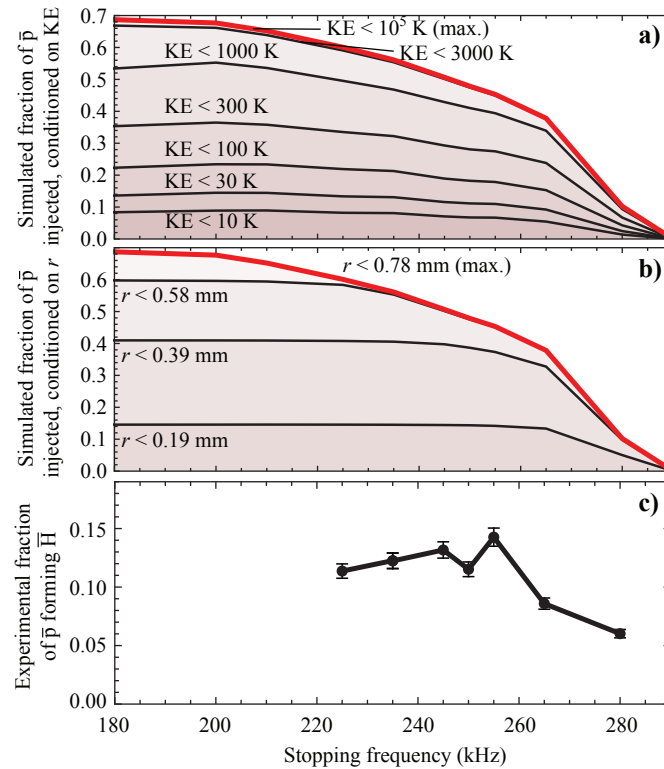 Simulated fraction of p̅
injected, conditioned on KE
0.7
0.6
0.5
0.4
0.3
0.2
0.1
0.0
a)
KE < 10⁵ K (max.)
KE < 3000 K
KE < 1000 K
KE < 300 K
KE < 100 K
KE < 30 K
KE < 10 K
Simulated fraction of p̅
injected, conditioned on r
0.6
0.5
0.4
0.3
0.2
0.1
0.0
b)
r < 0.78 mm (max.)
r < 0.58 mm
r < 0.39 mm
r < 0.19 mm
Experimental fraction
of p̅ forming H̅
0.15
0.10
0.05
0.00
c)
180 200 220 240 260 280
Stopping frequency (kHz)